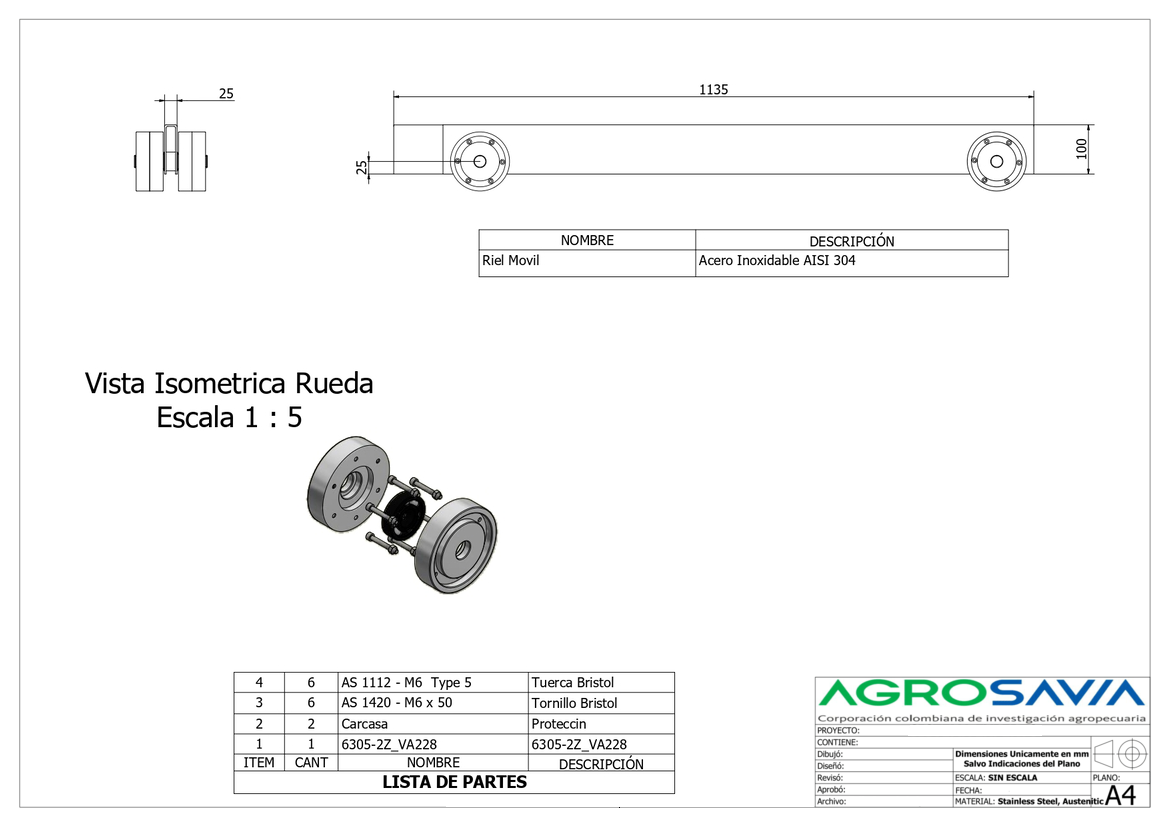 25
1135
25
100
NOMBRE DESCRIPCIÓN
Riel Movil Acero Inoxidable AISI 304
Vista Isometrica Rueda
Escala 1 : 5
4 6 AS 1112 - M6 Type 5 Tuerca Bristol
3 6 AS 1420 - M6 x 50 Tornillo Bristol
2 2 Carcasa Proteccin
1 1 6305-2Z_VA228 6305-2Z_VA228
ITEM CANT NOMBRE DESCRIPCIÓN
LISTA DE PARTES
AGROSAVIA
Corporación colombiana de investigación agropecuaria
PROYECTO:
CONTIENE:
Dibujó:
Diseñó:
Revisó:
Aprobó:
Archivo:
Dimensiones Unicamente en mm
Salvo Indicaciones del Plano
ESCALA: SIN ESCALA
PLANO:
FECHA:
MATERIAL: Stainless Steel, Austenitic
A4